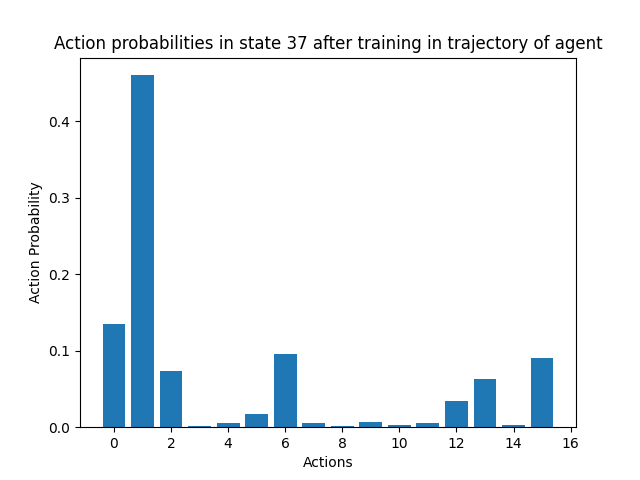 Action probabilities in state 37 after training in trajectory of agent
Action Probability
0.4
0.3
0.2
0.1
0.0
0 2 4 6 8 10 12 14 16
Actions